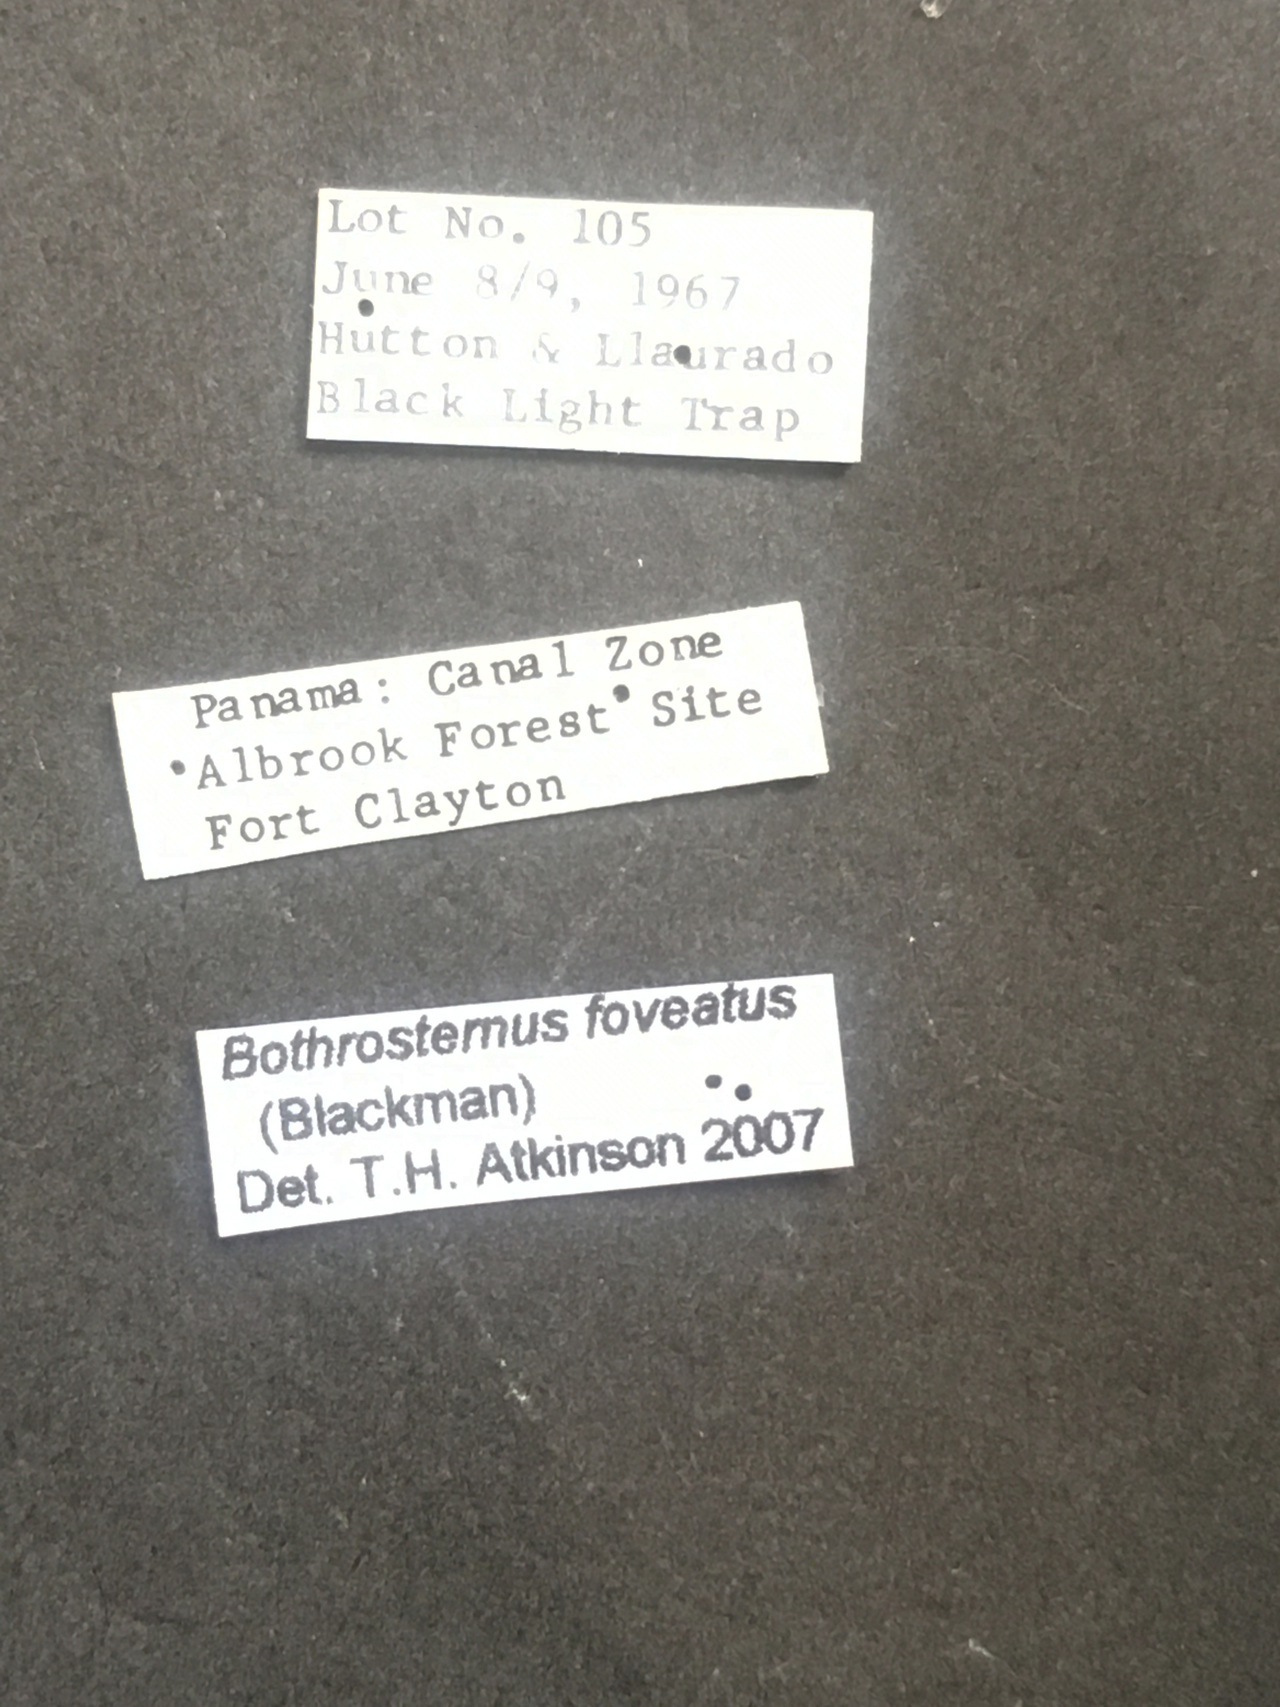 Lot No. 105
June 8/9, 1967
Hutton & Llaurado
Black Light Trap
Panama: Canal Zone
Albrook Forest Site
Fort Clayton
Bothrosternus foveatus
(Blackman)
Det. T.H. Atkinson 2007